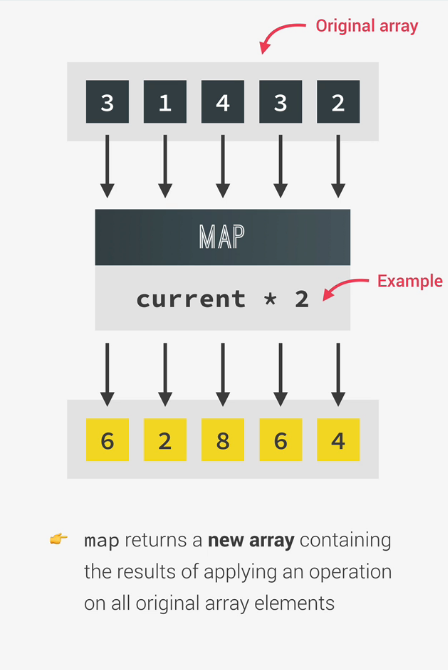 Original array
3 1 4 3 2
MAP
current * 2
Example
6 2 8 6 4
map returns a new array containing
the results of applying an operation
on all original array elements